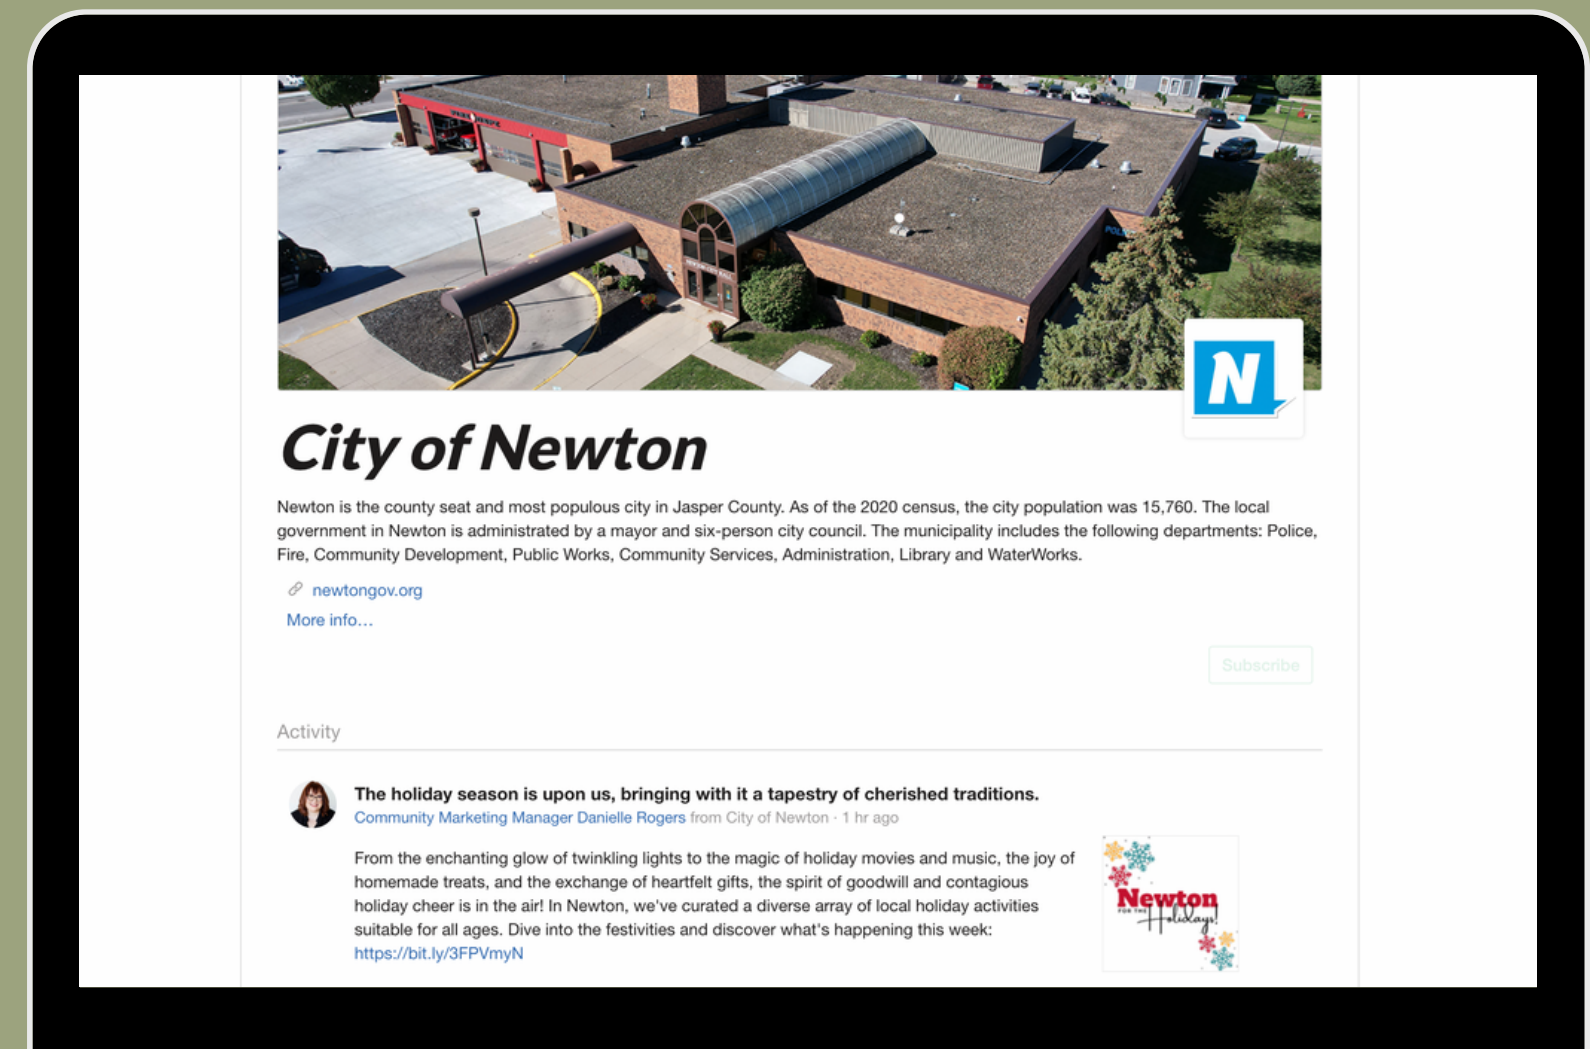 NEWTON CITY HALL
POLI
N
City of Newton
Newton is the county seat and most populous city in Jasper County. As of the 2020 census, the city population was 15,760. The local
government in Newton is administrated by a mayor and six-person city council. The municipality includes the following departments: Police,
Fire, Community Development, Public Works, Community Services, Administration, Library and WaterWorks.
newtongov.org
More info…
Subscribe
Activity
The holiday season is upon us, bringing with it a tapestry of cherished traditions.
Community Marketing Manager Danielle Rogers from City of Newton · 1 hr ago
From the enchanting glow of twinkling lights to the magic of holiday movies and music, the joy of
homemade treats, and the exchange of heartfelt gifts, the spirit of goodwill and contagious
holiday cheer is in the air! In Newton, we've curated a diverse array of local holiday activities
suitable for all ages. Dive into the festivities and discover what's happening this week:
https://bit.ly/3FPVmyN
Newton
FOR THE Holidays!